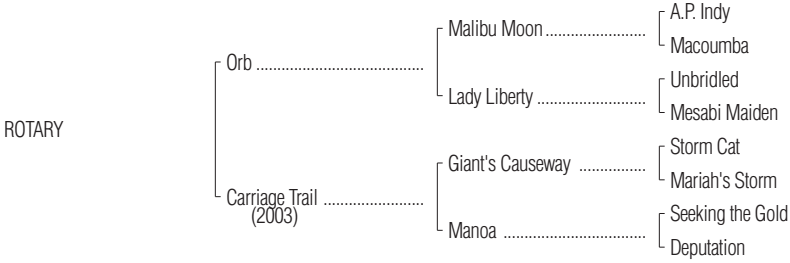 A.P. Indy
Malibu Moon ........................
Macoumba
Orb ........................................
Unbridled
Lady Liberty ..........................
Mesabi Maiden
ROTARY
Storm Cat
Giant's Causeway ................
Mariah's Storm
Carriage Trail ........................
(2003)
Seeking the Gold
Manoa ..................................
Deputation